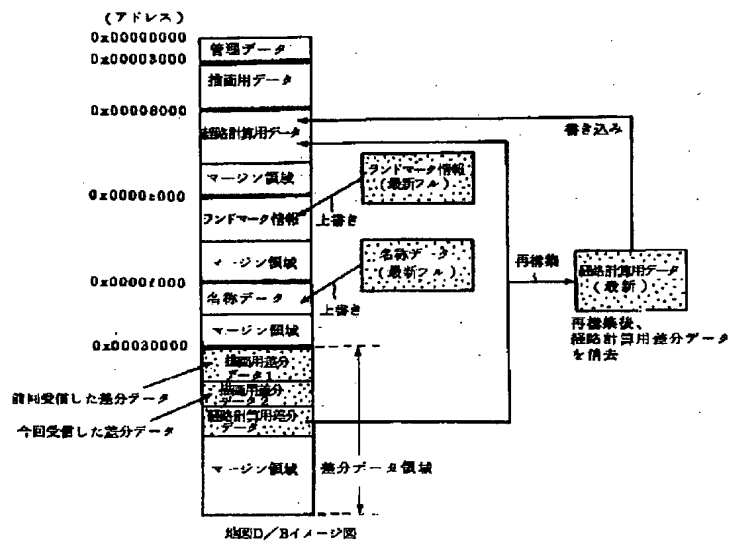 (アドレス)
0x00000000
管理データ
0x00003000
描画用データ
0x00008000
経路計算用データ
書き込み
マージン領域
ランドマーク情報
(最新フル)
0x0000c000
ランドマーク情報
上書き
名称データ
(最新フル)
再構築
経路計算用データ
(最新)
マージン領域
0x0000f000
名称データ
上書き
再構築後、
経路計算用差分データ
を消去
マージン領域
0x00030000
描画用差分
データ1
前回受信した差分データ
描画用差分
データ2
経路計算用差分
データ
今回受信した差分データ
マージン領域
差分データ領域
地図D/Bイメージ図